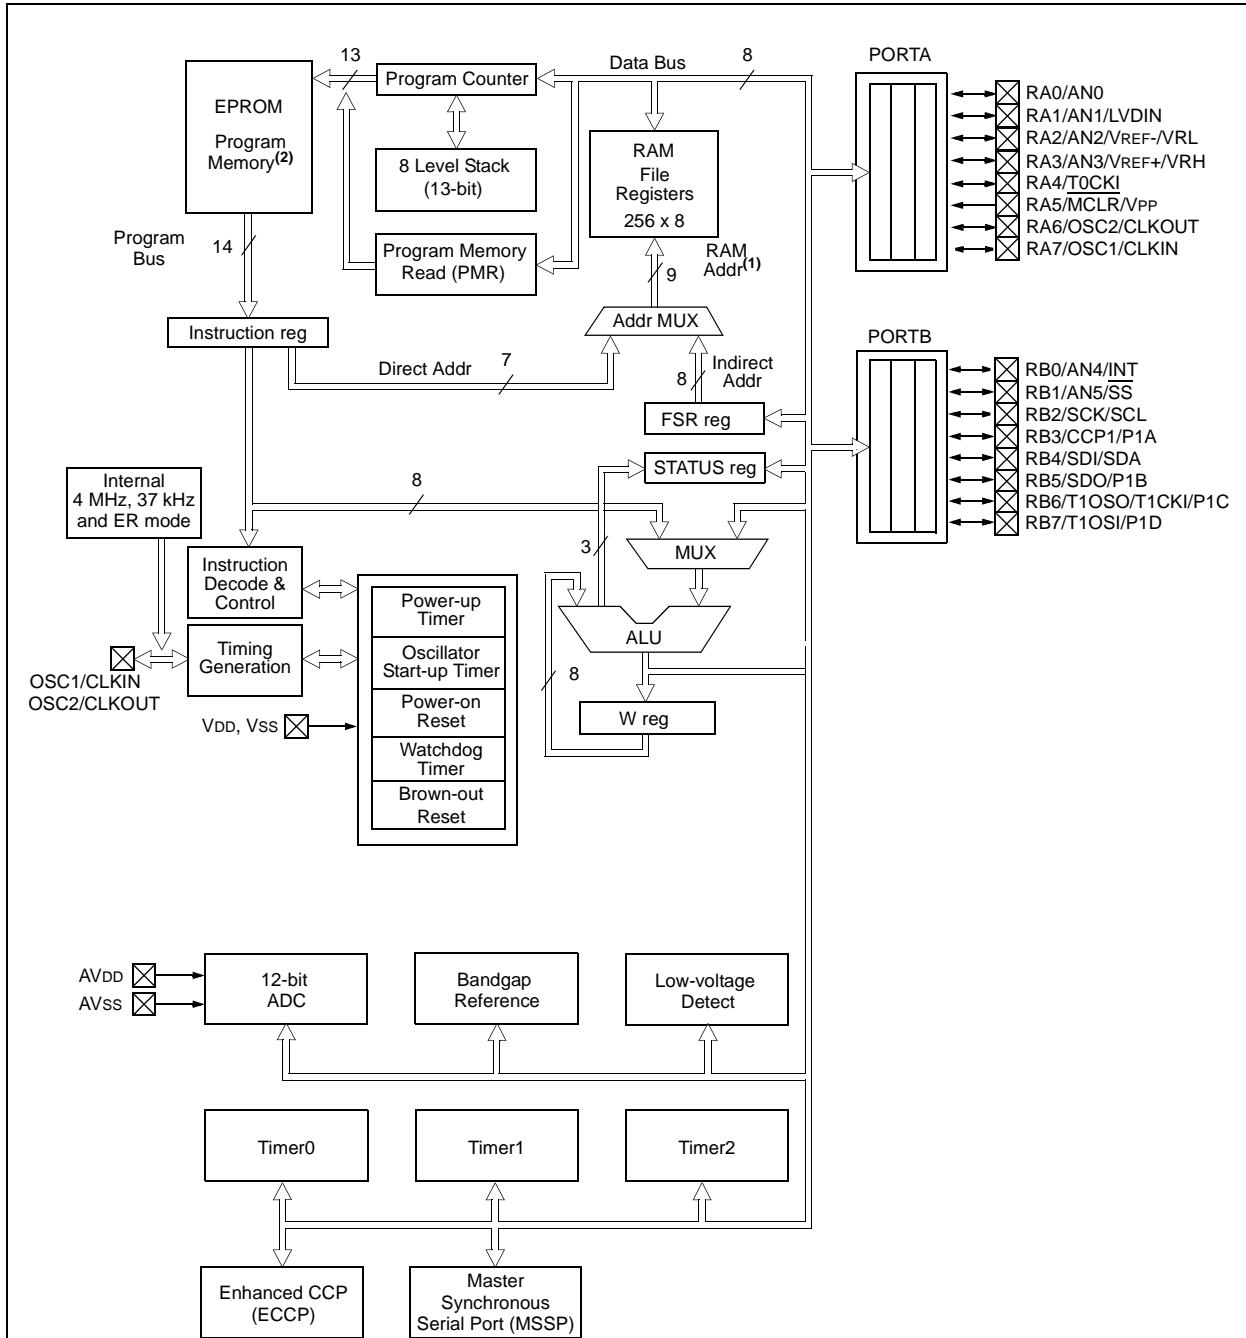 13
Data Bus
8
PORTA
EPROM
Program
Memory(2)
Program Counter
8 Level Stack
(13-bit)
Program Memory
Read (PMR)
RAM
File
Registers
256 x 8
RAM
Addr(1)
9
RA0/AN0
RA1/AN1/LVDIN
RA2/AN2/VREF-/VRL
RA3/AN3/VREF+/VRH
RA4/T0CKI
RA5/MCLR/VPP
RA6/OSC2/CLKOUT
RA7/OSC1/CLKIN
Program
Bus
14
Instruction reg
Addr MUX
Direct Addr
7
8
Indirect
Addr
FSR reg
STATUS reg
PORTB
RB0/AN4/INT
RB1/AN5/SS
RB2/SCK/SCL
RB3/CCP1/P1A
RB4/SDI/SDA
RB5/SDO/P1B
RB6/T1OSO/T1CKI/P1C
RB7/T1OSI/P1D
Internal
4 MHz, 37 kHz
and ER mode
8
3
MUX
Instruction
Decode &
Control
Timing
Generation
OSC1/CLKIN
OSC2/CLKOUT
VDD, VSS
Power-up
Timer
Oscillator
Start-up Timer
Power-on
Reset
Watchdog
Timer
Brown-out
Reset
ALU
8
W reg
AVDD
AVSS
12-bit
ADC
Bandgap
Reference
Low-voltage
Detect
Timer0
Timer1
Timer2
Enhanced CCP
(ECCP)
Master
Synchronous
Serial Port (MSSP)